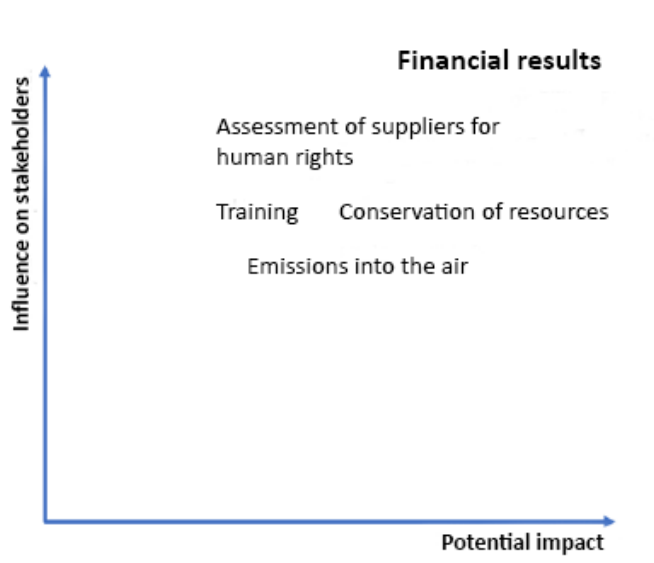 Financial results
Influence on stakeholders
Assessment of suppliers for
human rights
Training
Conservation of resources
Emissions into the air
Potential impact